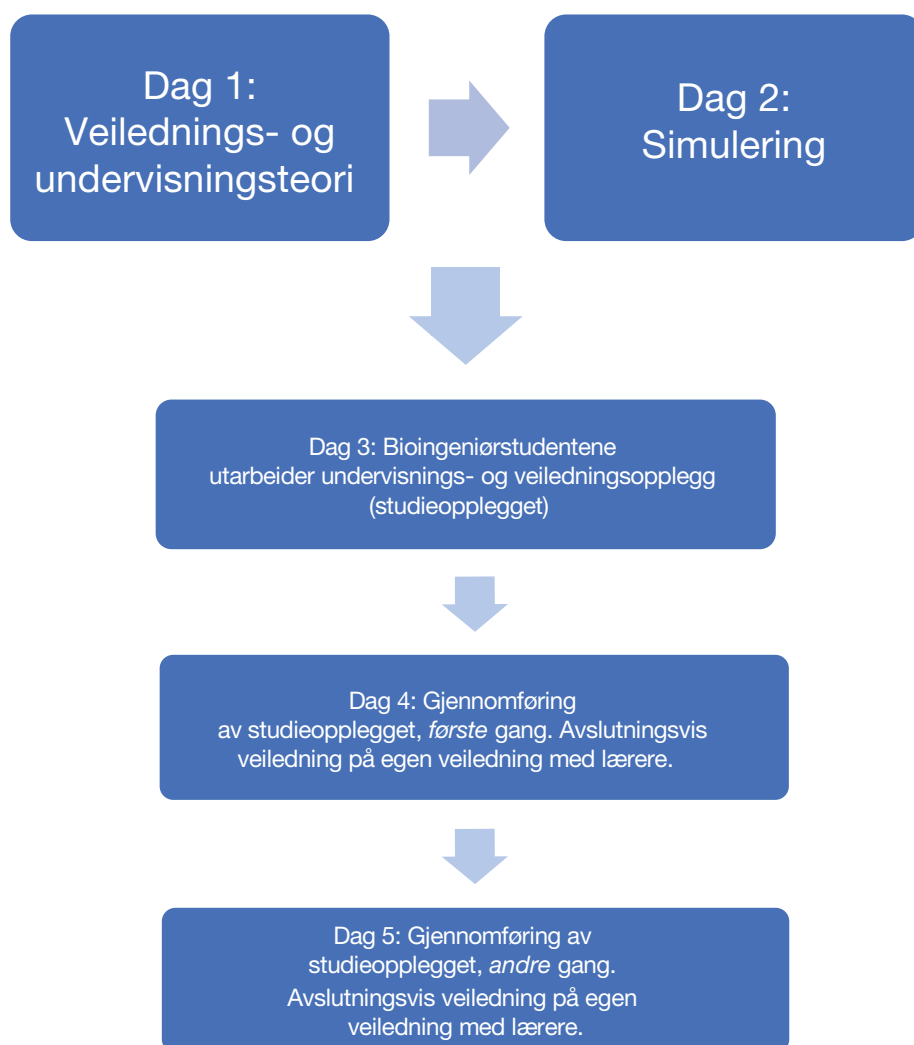 Dag 1:
Veilednings- og
undervisningsteori
Dag 2:
Simulering
Dag 3: Bioingeniørstudentene
utarbeider undervisnings- og veiledningsopplegg
(studieopplegget)
Dag 4: Gjennomføring
av studieopplegget, første gang. Avslutningsvis
veiledning på egen veiledning med lærere.
Dag 5: Gjennomføring av
studieopplegget, andre gang.
Avslutningsvis veiledning på egen
veiledning med lærere.